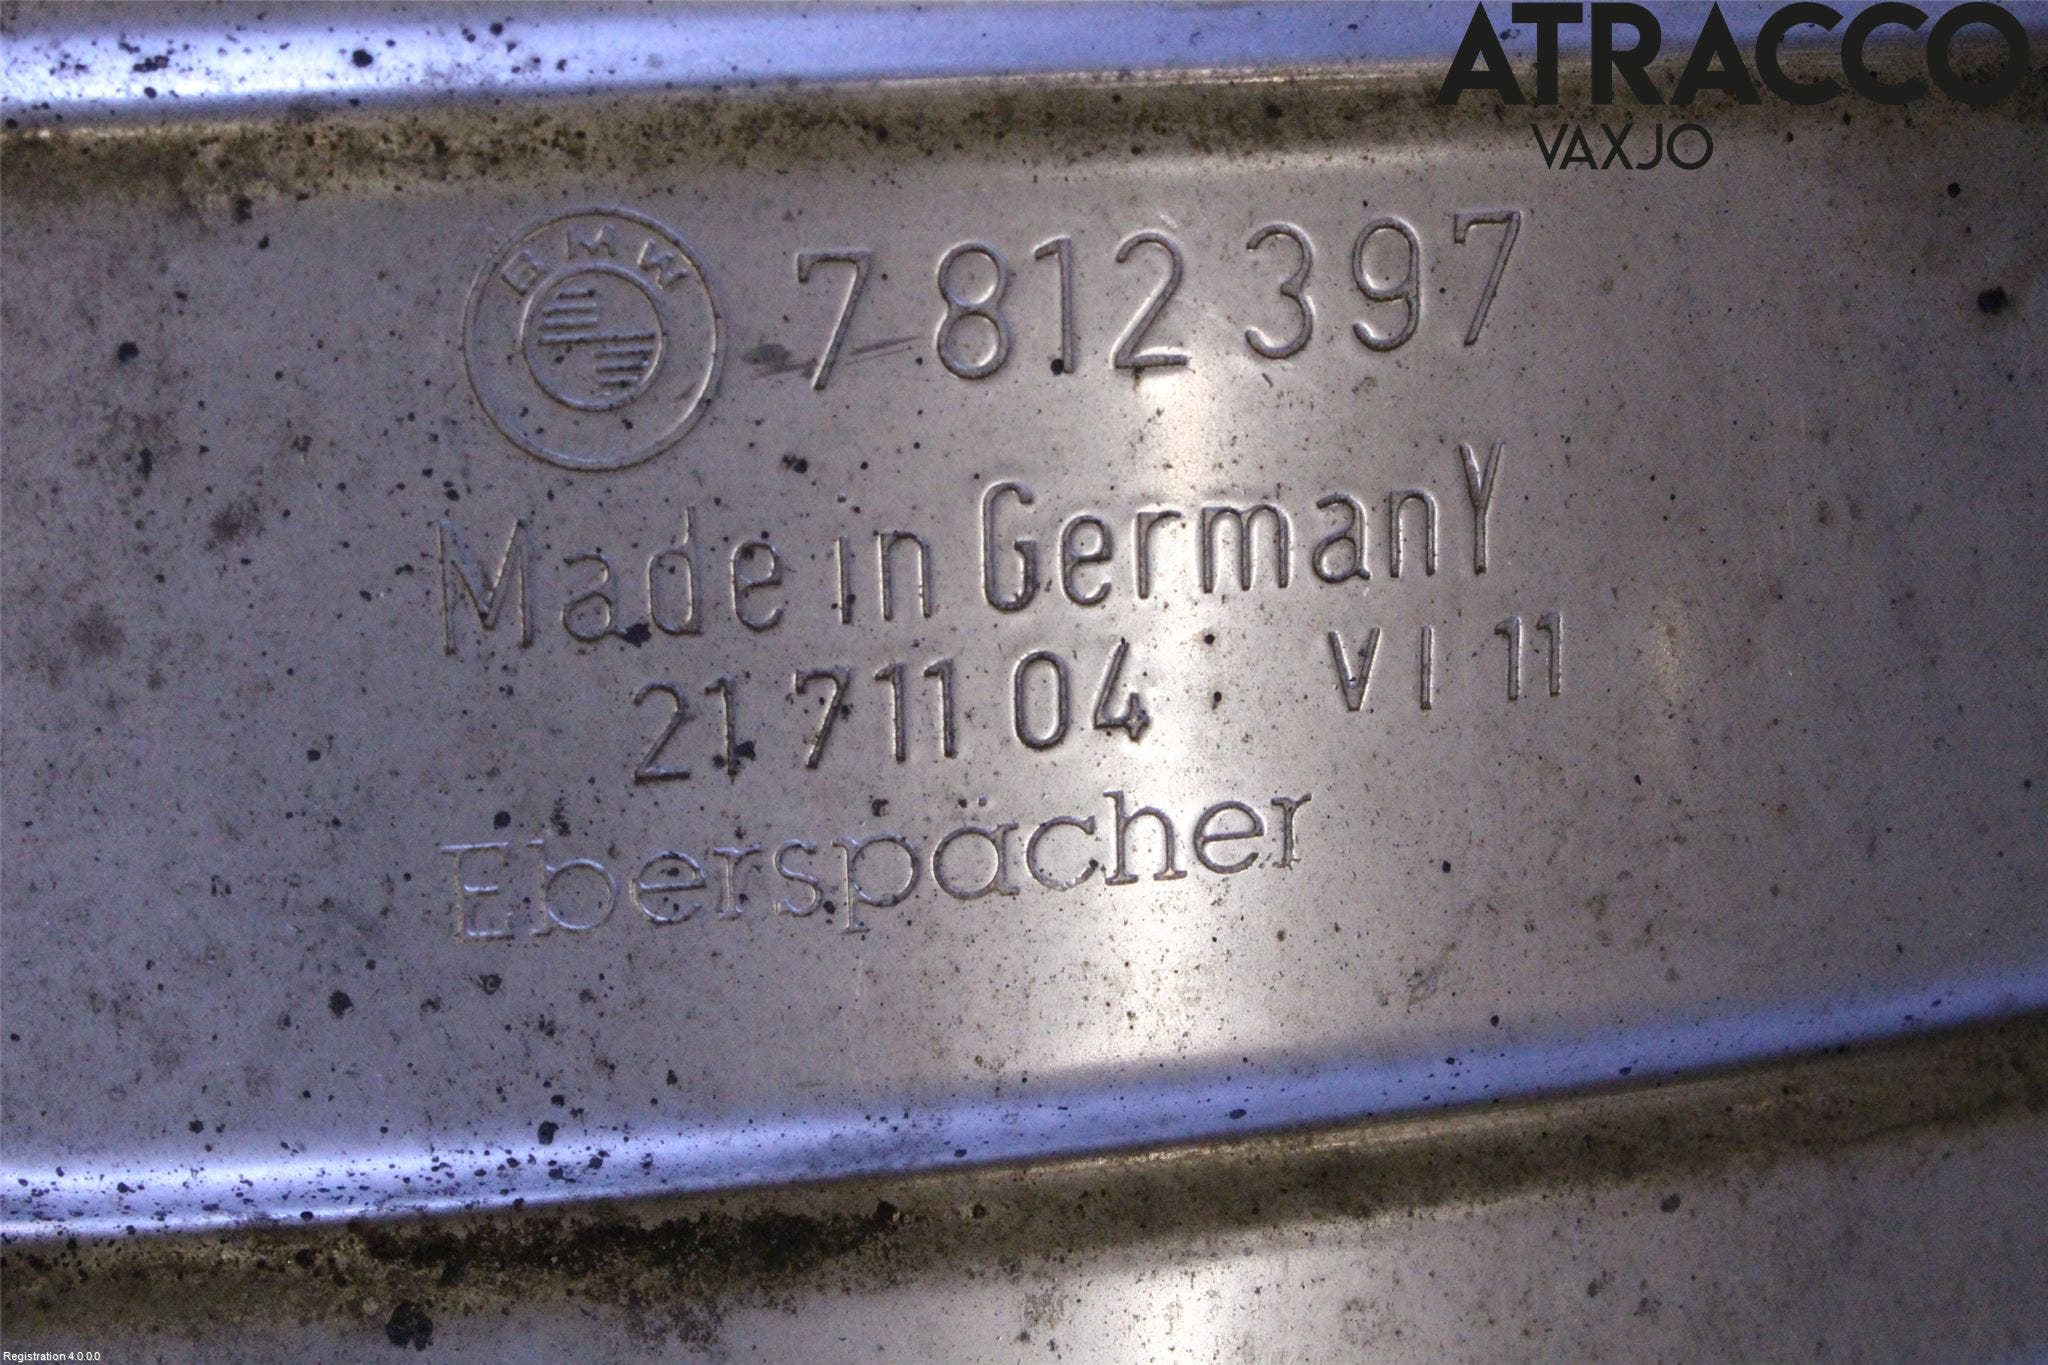 ATRACCO
VÄXJÖ
BMW
7 812 397
Made in GermanY
21 711 04 VI 11
Eberspächer
Registration 4.0.0.0